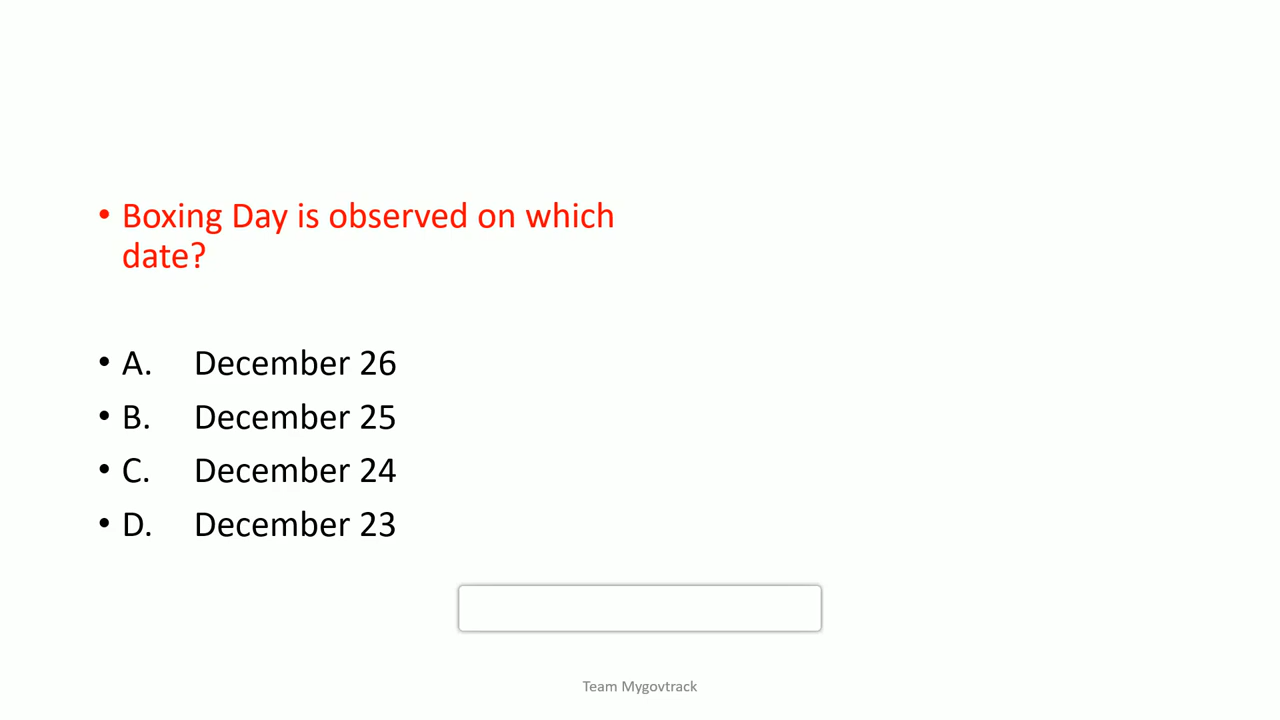 • Boxing Day is observed on which
date?
• A. December 26
• B. December 25
• C. December 24
• D. December 23
Team Mygovtrack